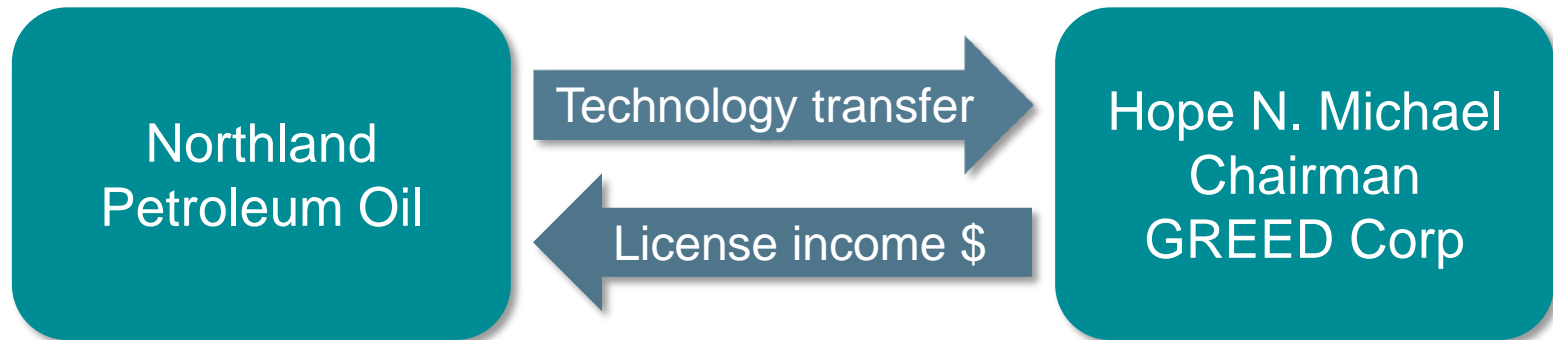 Northland
Petroleum Oil
Technology transfer
License income $
Hope N. Michael
Chairman
GREED Corp